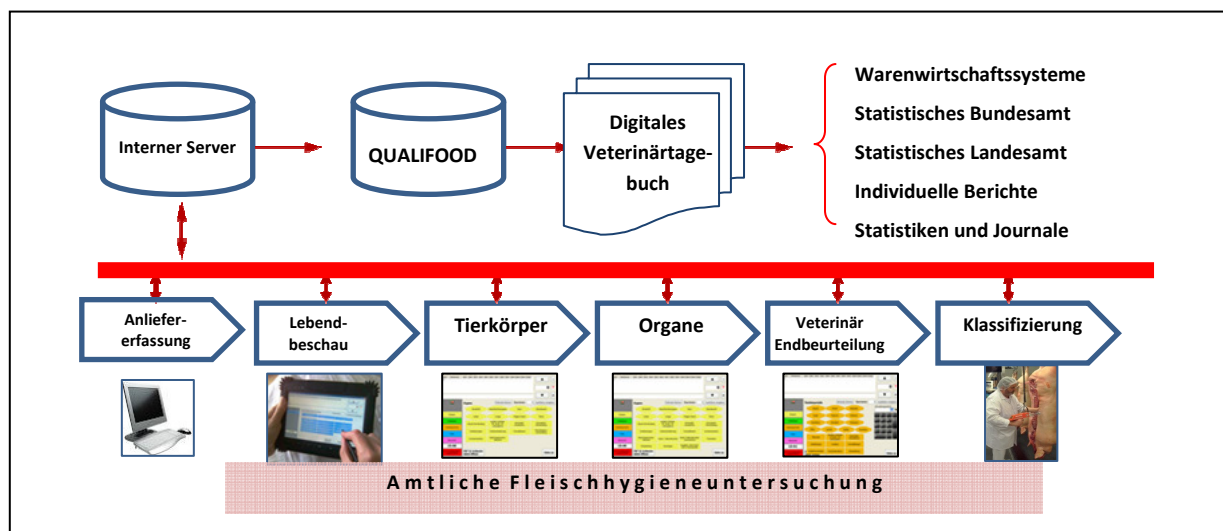 Interner Server
QUALIFOOD
Digitales
Veterinärtage-
buch
Warenwirtschaftssysteme
Statistisches Bundesamt
Statistisches Landesamt
Individuelle Berichte
Statistiken und Journale
Anliefer-
erfassung
Lebend-
beschau
Tierkörper
Organe
Veterinär
Endbeurteilung
Klassifizierung
Amtliche Fleischhygieneuntersuchung